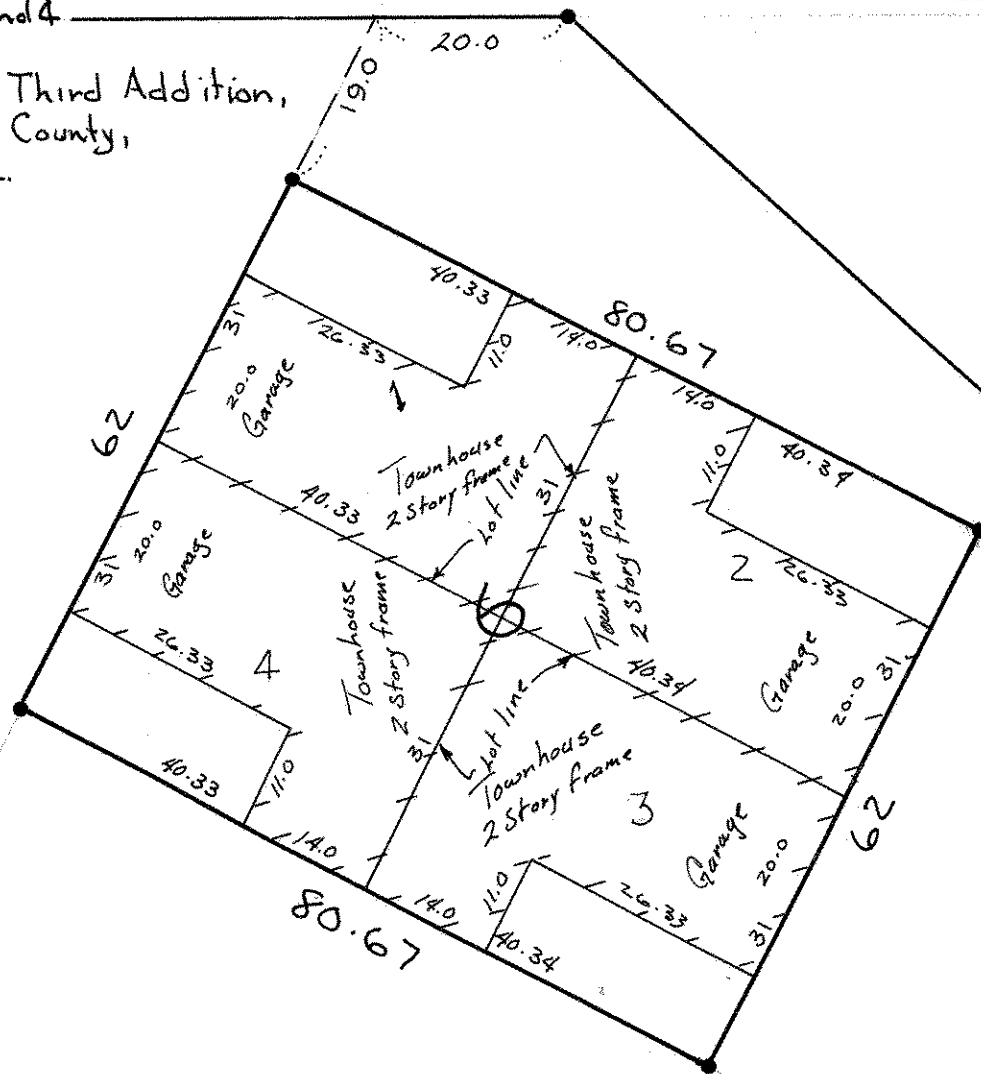 nd 4
20.0
19.0
Third Addition,
County,
40.33
80.67
14.0
11.0
26.33
31
20.0
Garage
1
62
14.0
40.34
11.0
Townhouse
2 Story frame
Lot line
31
40.33
Townhouse
2 Story frame
2
26.33
31
20.0
Garage
20.0
31
Garage
26.33
4
Townhouse
2 Story frame
31
40.34
Lot line
Townhouse
2 Story frame
3
Garage
20.0
31
62
40.33
11.0
14.0
80.67
14.0
11.0
26.33
40.34